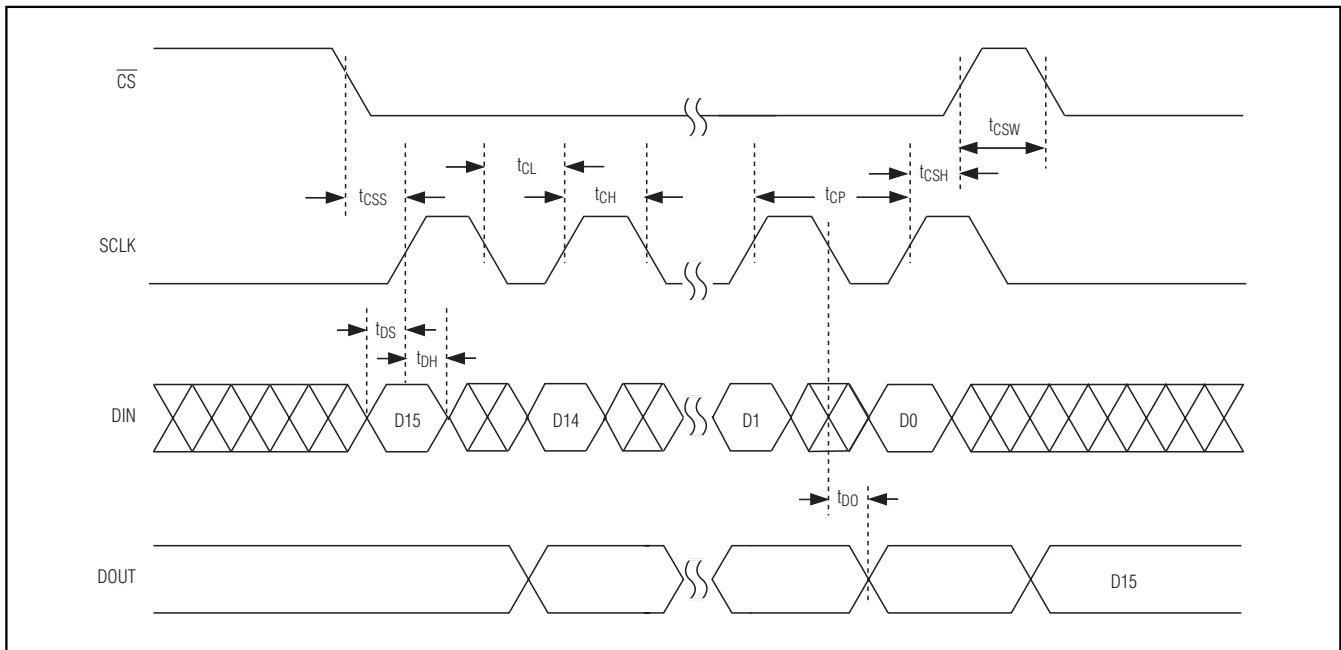 CS
tCSW
tCL
tCSH
tCSS
tCH
tCP
SCLK
tDS
tDH
DIN
D15
D14
D1
D0
tDO
DOUT
D15